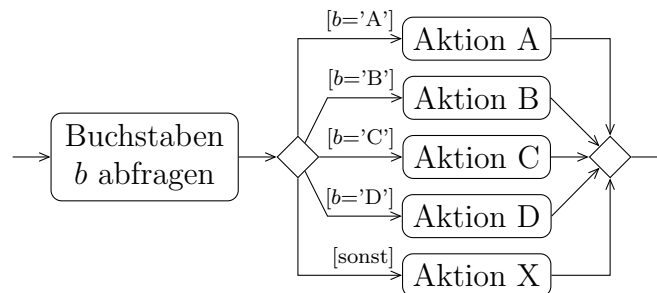 Buchstaben
b abfragen
[b='A']
Aktion A
[b='B']
Aktion B
[b='C']
Aktion C
[b='D']
Aktion D
[sonst]
Aktion X